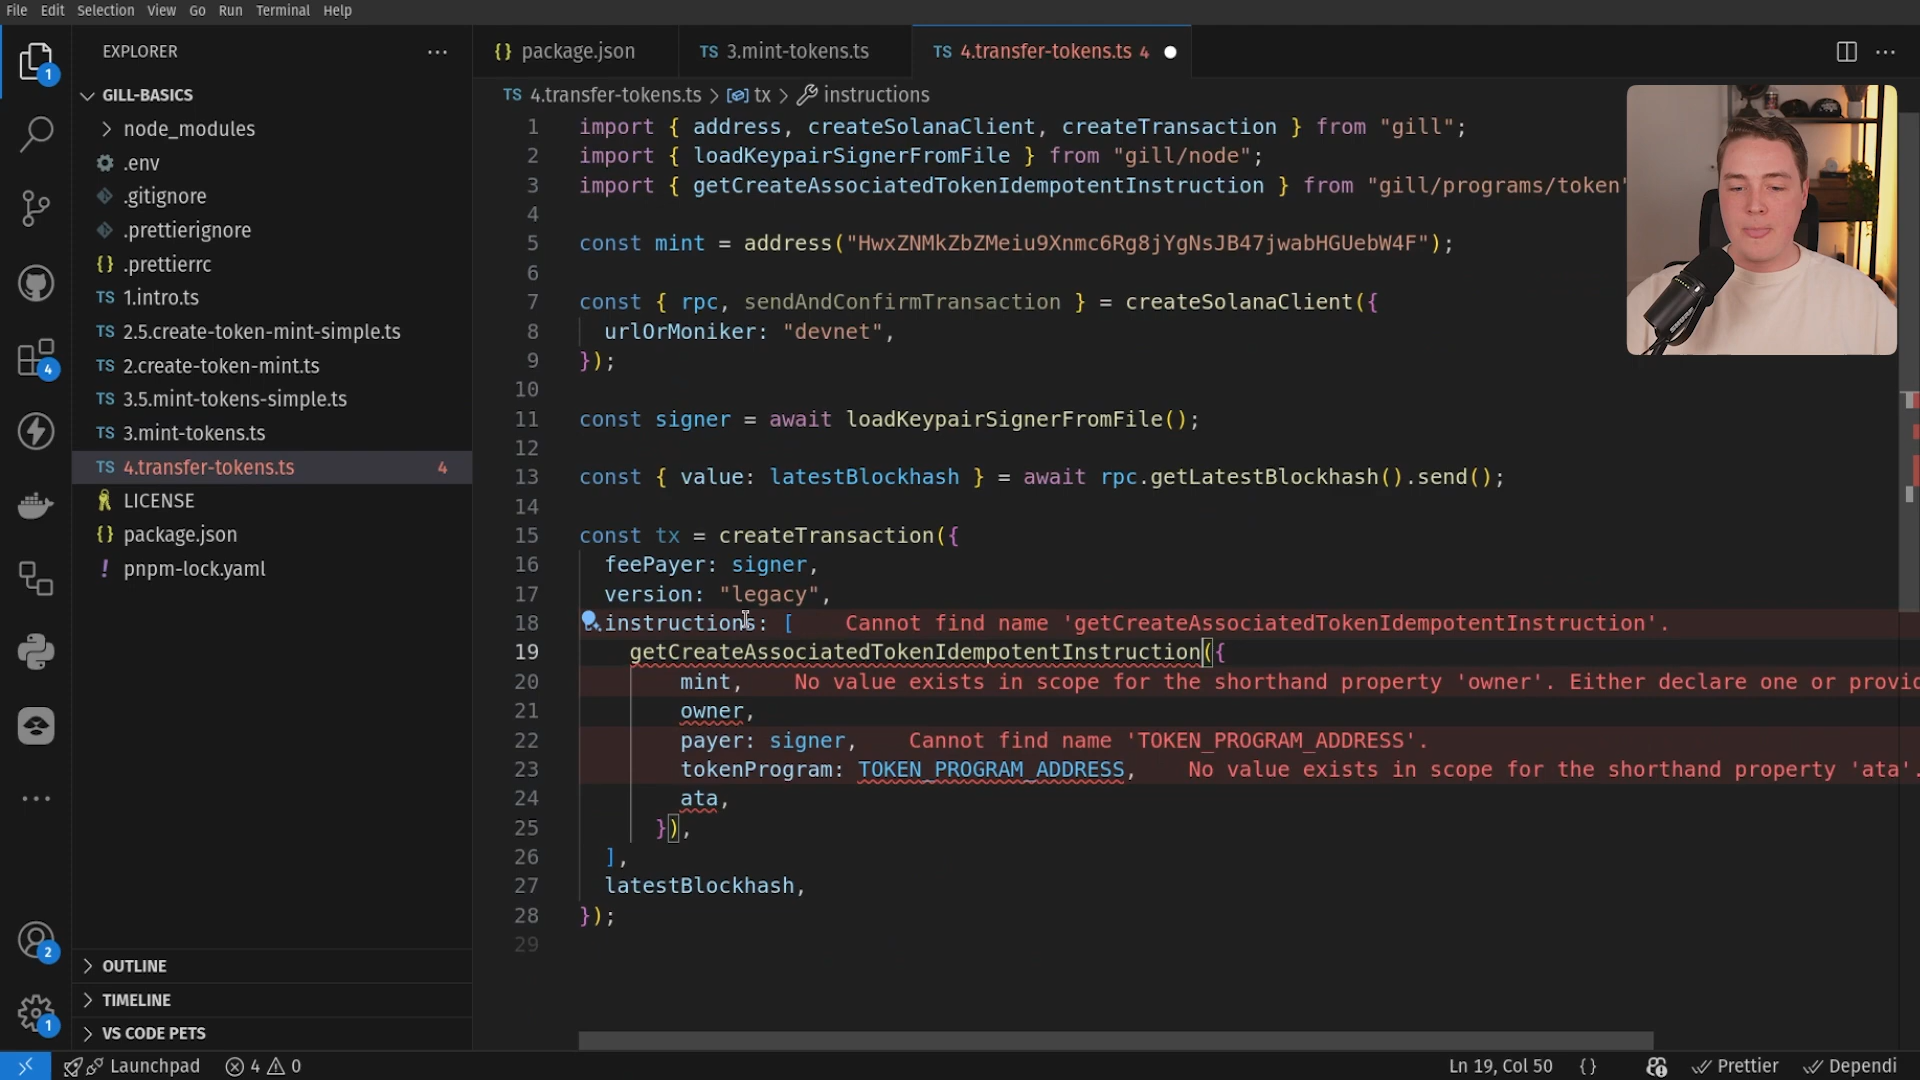 File Edit Selection View Go Run Terminal Help
EXPLORER
GILL-BASICS
node_modules
.env
.gitignore
.prettierignore
{} .prettierrc
TS 1.intro.ts
TS 2.5.create-token-mint-simple.ts
TS 2.create-token-mint.ts
TS 3.5.mint-tokens-simple.ts
TS 3.mint-tokens.ts
TS 4.transfer-tokens.ts 4
LICENSE
{} package.json
! pnpm-lock.yaml
OUTLINE
TIMELINE
VS CODE PETS
1
4
2
1
{} package.json
TS 3.mint-tokens.ts
TS 4.transfer-tokens.ts 4
TS 4.transfer-tokens.ts > tx > instructions
1 import { address, createSolanaClient, createTransaction } from "gill";
2 import { loadKeypairSignerFromFile } from "gill/node";
3 import { getCreateAssociatedTokenIdempotentInstruction } from "gill/programs/token"
4
5 const mint = address("HwxZNMkZbZMeiu9Xnmc6Rg8jYgNsJB47jwabHGUebW4F");
6
7 const { rpc, sendAndConfirmTransaction } = createSolanaClient({
8 urlOrMoniker: "devnet",
9 });
10
11 const signer = await loadKeypairSignerFromFile();
12
13 const { value: latestBlockhash } = await rpc.getLatestBlockhash().send();
14
15 const tx = createTransaction({
16 feePayer: signer,
17 version: "legacy",
18 instructions: [ Cannot find name 'getCreateAssociatedTokenIdempotentInstruction'.
19 getCreateAssociatedTokenIdempotentInstruction({
20 mint, No value exists in scope for the shorthand property 'owner'. Either declare one or provid
21 owner,
22 payer: signer, Cannot find name 'TOKEN_PROGRAM_ADDRESS'.
23 tokenProgram: TOKEN_PROGRAM_ADDRESS, No value exists in scope for the shorthand property 'ata'.
24 ata,
25 }),
26 ],
27 latestBlockhash,
28 });
29
Launchpad 4 0 Ln 19, Col 50 {} Prettier Dependi